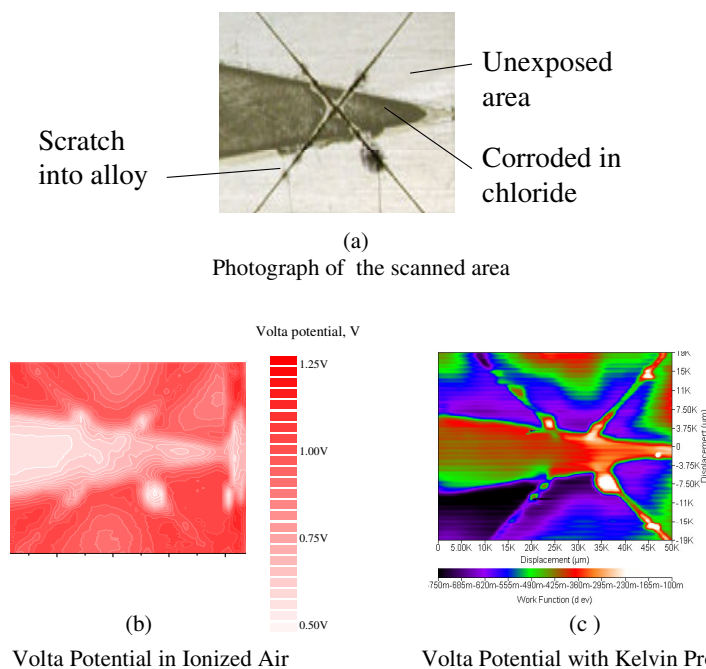 Unexposed
area
Scratch
into alloy
Corroded in
chloride
(a)
Photograph of the scanned area
Volta potential, V
1.25V
1.00V
0.75V
0.50V
(b)
Volta Potential in Ionized Air
19K
15K
11K
7.50K
3.75K
0
-3.75K
-7.50K
-11K
-15K
-19K
Displacement (µm)
0 5.00K 10K 15K 20K 25K 30K 35K 40K 45K 50K
Displacement (µm)
-750m-685m-620m-555m-490m-425m-360m-295m-230m-165m-100m
Work Function (d ev)
(c )
Volta Potential with Kelvin Pr